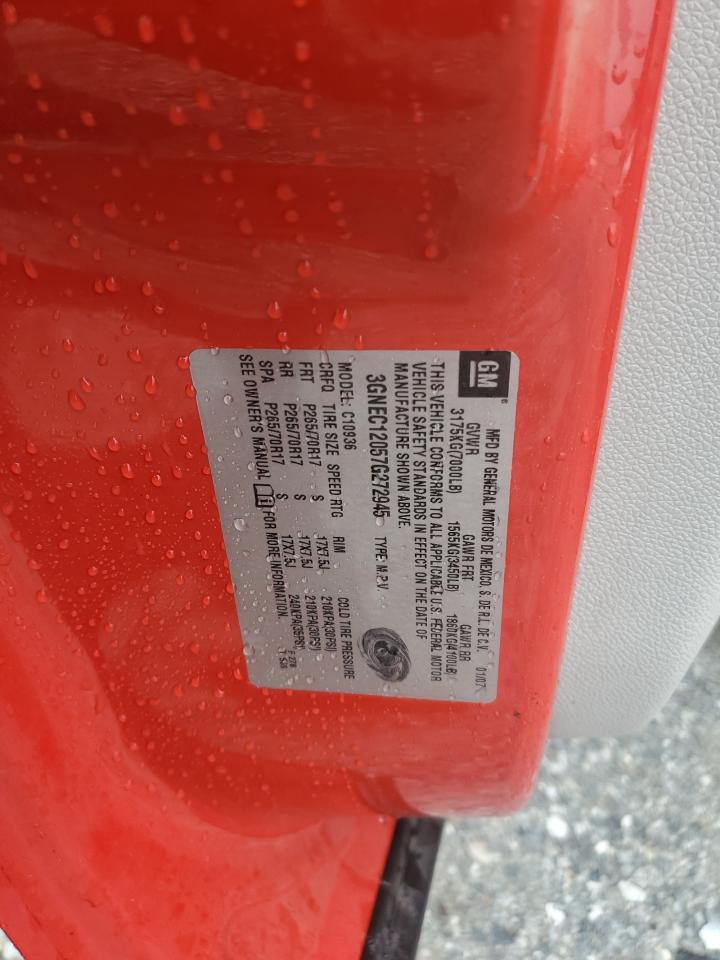 GM
MFD BY GENERAL MOTORS DE MEXICO, S. DE R.L. DE C.V. 01/07
GVWR GAWR FRT GAWR RR
3175KG(7000LB) 1565KG(3450LB) 1860KG(4100LB)
THIS VEHICLE CONFORMS TO ALL APPLICABLE U.S. FEDERAL MOTOR
VEHICLE SAFETY STANDARDS IN EFFECT ON THE DATE OF
MANUFACTURE SHOWN ABOVE.
3GNEC12057G272945 TYPE: M.P.V.
MODEL: C10936
CRFQ TIRE SIZE SPEED RTG RIM COLD TIRE PRESSURE
FRT P265/70R17 S 17X7.5J 210KPA(30PSI)
RR P265/70R17 S 17X7.5J 210KPA(30PSI)
SPA P265/70R17 S 17X7.5J 240KPA(35PSI)
SEE OWNER'S MANUAL FOR MORE INFORMATION.